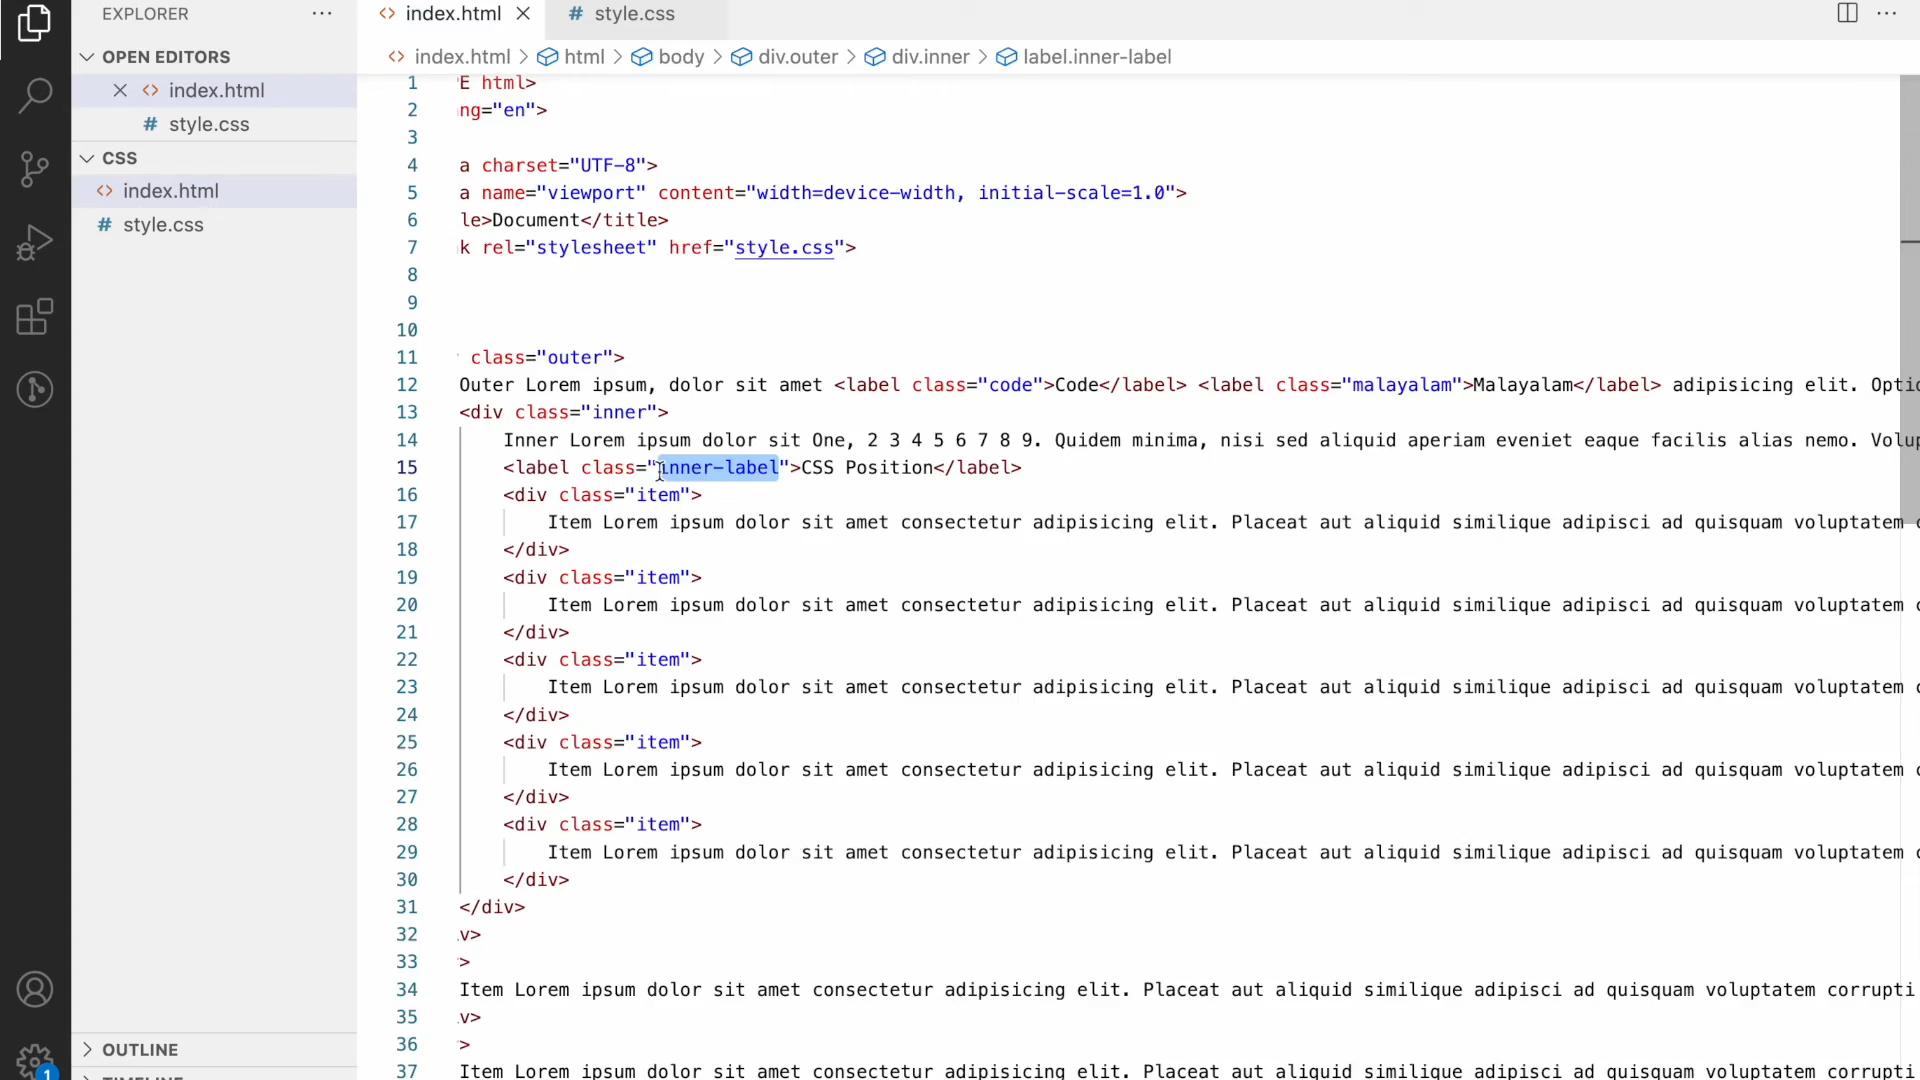 EXPLORER
index.html
style.css
OPEN EDITORS
index.html
style.css
CSS
index.html
style.css
OUTLINE
1
index.html > html > body > div.outer > div.inner > label.inner-label
1 E html>
2 ng="en">
3
4 a charset="UTF-8">
5 a name="viewport" content="width=device-width, initial-scale=1.0">
6 le>Document</title>
7 k rel="stylesheet" href="style.css">
8
9
10
11 class="outer">
12 Outer Lorem ipsum, dolor sit amet <label class="code">Code</label> <label class="malayalam">Malayalam</label> adipisicing elit. Optio
13 <div class="inner">
14 Inner Lorem ipsum dolor sit One, 2 3 4 5 6 7 8 9. Quidem minima, nisi sed aliquid aperiam eveniet eaque facilis alias nemo. Volup
15 <label class="inner-label">CSS Position</label>
16 <div class="item">
17 Item Lorem ipsum dolor sit amet consectetur adipisicing elit. Placeat aut aliquid similique adipisci ad quisquam voluptatem c
18 </div>
19 <div class="item">
20 Item Lorem ipsum dolor sit amet consectetur adipisicing elit. Placeat aut aliquid similique adipisci ad quisquam voluptatem c
21 </div>
22 <div class="item">
23 Item Lorem ipsum dolor sit amet consectetur adipisicing elit. Placeat aut aliquid similique adipisci ad quisquam voluptatem c
24 </div>
25 <div class="item">
26 Item Lorem ipsum dolor sit amet consectetur adipisicing elit. Placeat aut aliquid similique adipisci ad quisquam voluptatem c
27 </div>
28 <div class="item">
29 Item Lorem ipsum dolor sit amet consectetur adipisicing elit. Placeat aut aliquid similique adipisci ad quisquam voluptatem c
30 </div>
31 </div>
32 v>
33 >
34 Item Lorem ipsum dolor sit amet consectetur adipisicing elit. Placeat aut aliquid similique adipisci ad quisquam voluptatem corrupti
35 v>
36 >
37 Item Lorem ipsum dolor sit amet consectetur adipisicing elit. Placeat aut aliquid similique adipisci ad quisquam voluptatem corrupti